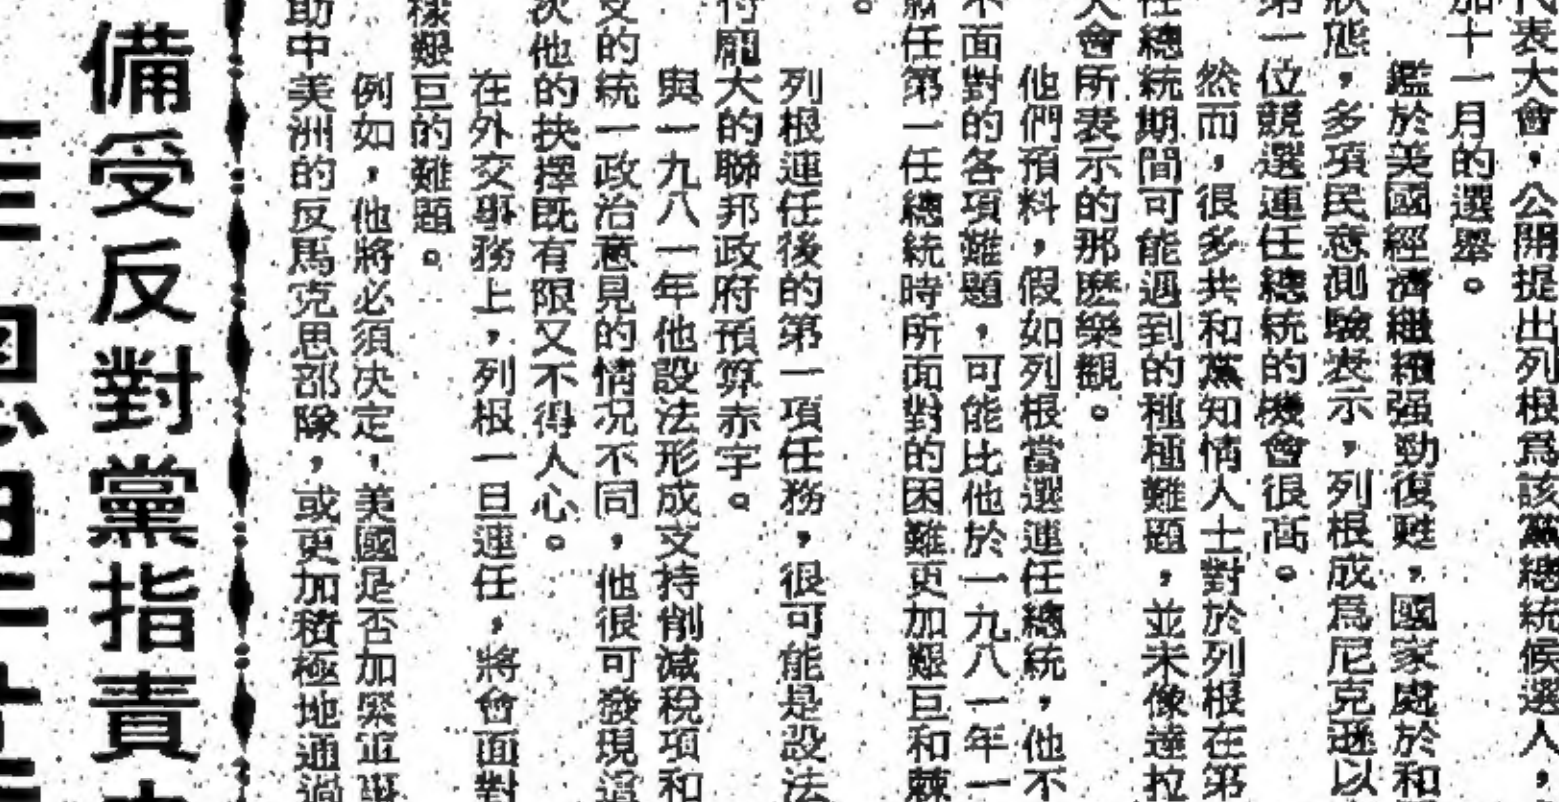 代表大會，公開提出列根爲該黨總統候選人，
加十一月的選舉。
鑑於美國經濟繼續强勁復甦，國家處於和
狀態，多項民意測驗表示，列根成爲尼克遜以
第一位競選連任總統的機會很高。
然而，很多共和黨知情人士對於列根在第
任總統期間可能遇到的種種難題，並未像達拉
大會所表示的那麽樂觀。
他們預料，假如列根當選連任總統，他不
不面對的各項難題，可能比他於一九八一年一
就任第一任總統時所面對的困難更加艱巨和棘
。
列根連任後的第一項任務，很可能是設法
付龐大的聯邦政府預算赤字。
與一九八一年他設法形成支持削減稅項和
支的統一政治意見的情况不同，他很可發現這
次他的抉擇既有限又不得人心。
在外交事務上，列根一旦連任，將會面對
樣艱巨的難題。
例如，他將必須决定，美國是否加緊軍事
助中美洲的反馬克思部隊，或更加積極地通過
備受反對黨指責